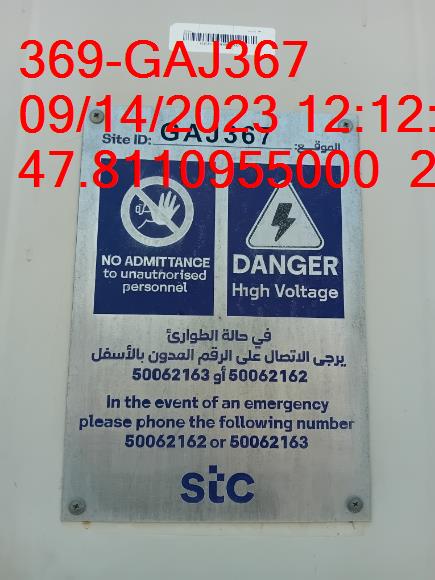 369-GAJ367
09/14/2023 12:12:
47.8110955000 2
Site ID: GAJ367 الموقع:
NO ADMITTANCE
to unauthorised
personnel
DANGER
High Voltage
في حالة الطوارئ
يرجى الاتصال على الرقم المدون بالأسفل
50062163 أو 50062162
In the event of an emergency
please phone the following number
50062162 or 50062163
stc